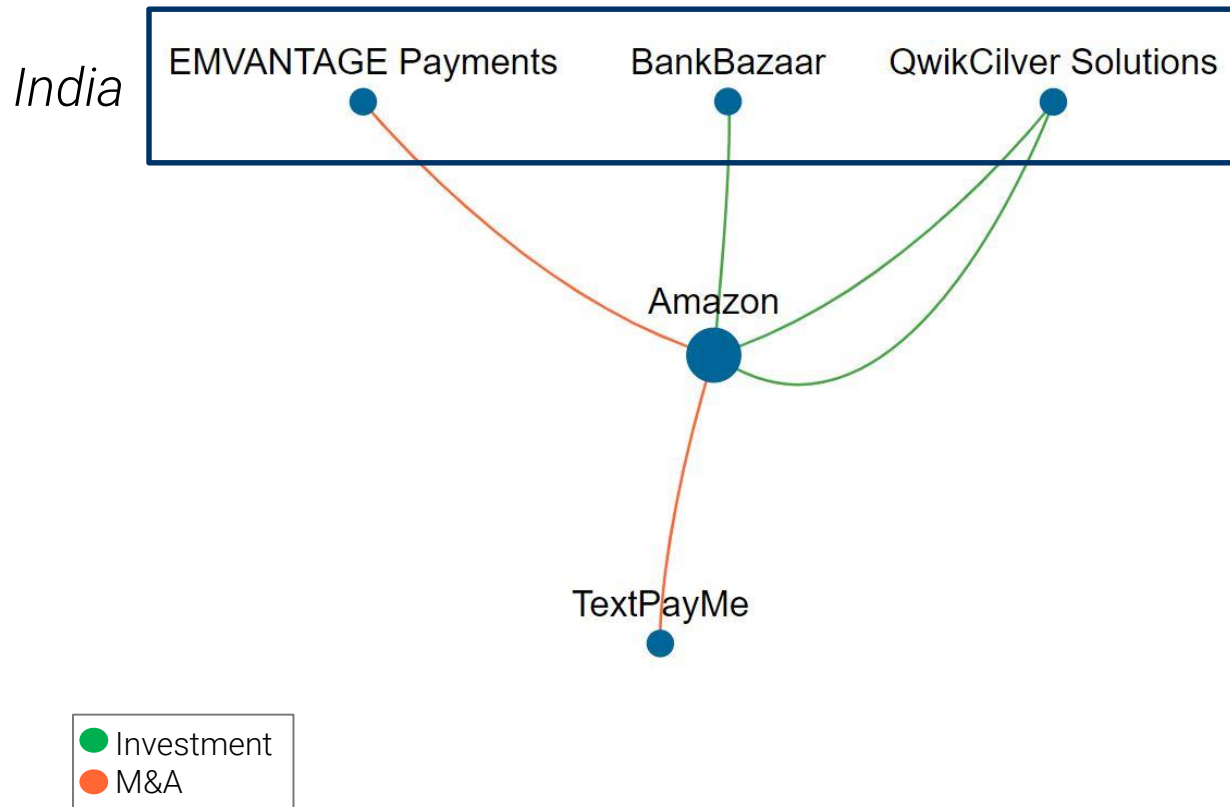 India
EMVANTAGE Payments
BankBazaar
QwikCilver Solutions
Amazon
TextPayMe
Investment
M&A